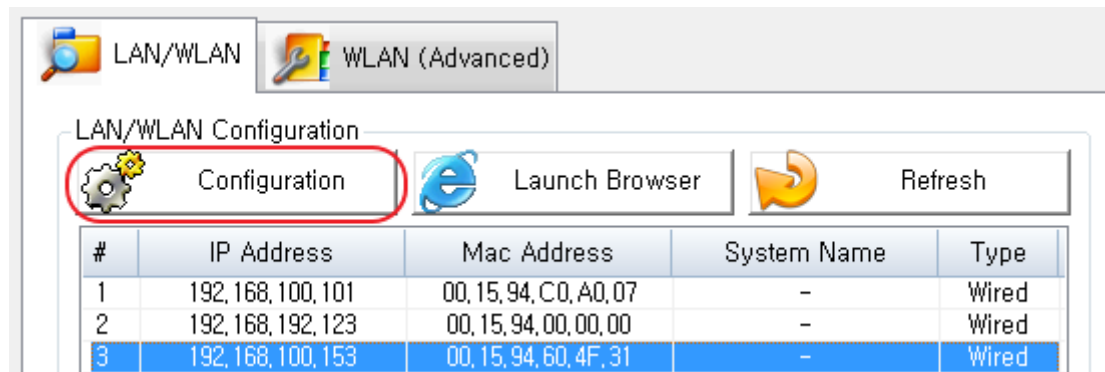 LAN/WLAN WLAN (Advanced)
LAN/WLAN Configuration
Configuration Launch Browser Refresh
# IP Address Mac Address System Name Type
1 192,168,100,101 00,15,94,C0,A0,07 - Wired
2 192,168,192,123 00,15,94,00,00,00 - Wired
3 192,168,100,153 00,15,94,60,4F,31 - Wired